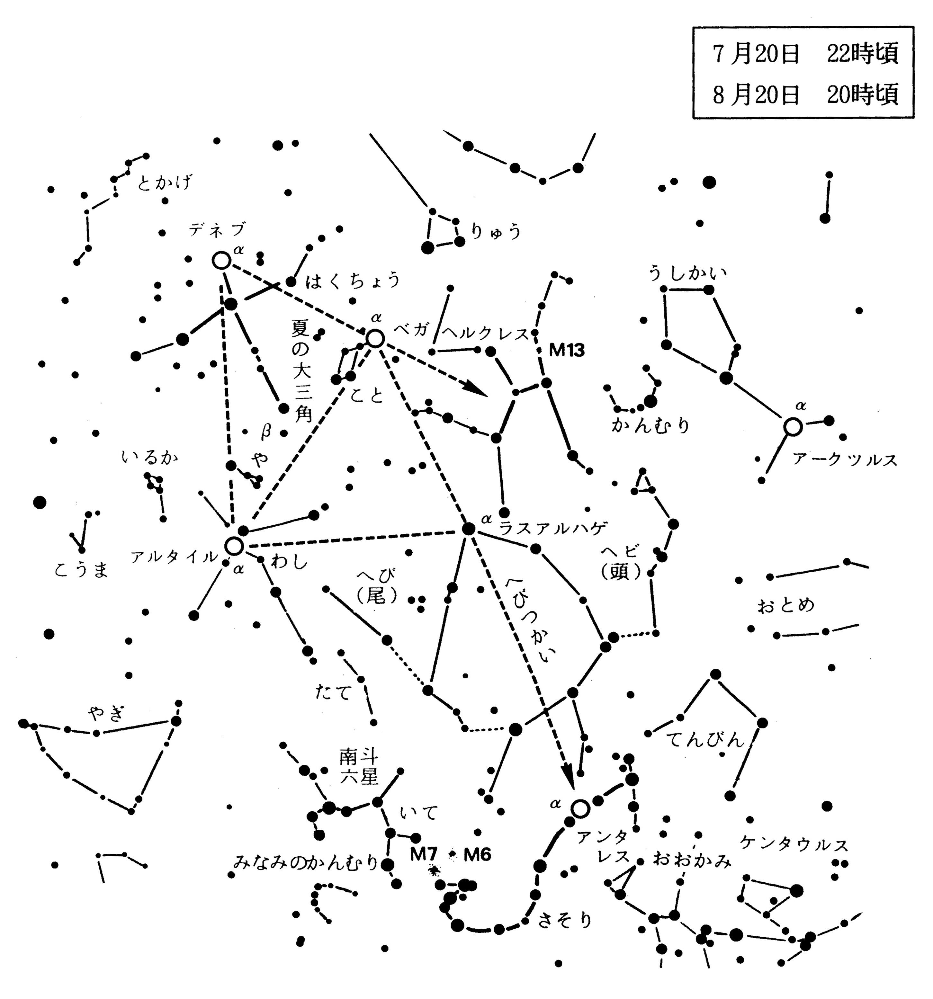 7月20日 22時頃
8月20日 20時頃
とかげ
デネブ
α
りゅう
はくちょう
うしかい
α
ベガ
ヘルクレス
M13
夏の大三角
こと
かんむり
α
アークツルス
β
や
いるか
α
ラスアルハゲ
こうま
アルタイル
α
わし
へび
(尾)
へびつかい
ヘビ
(頭)
おとめ
たて
やぎ
てんびん
南斗
六星
いて
α
アンタ
レス
みなみのかんむり
M7
M6
おおかみ
ケンタウルス
さそり